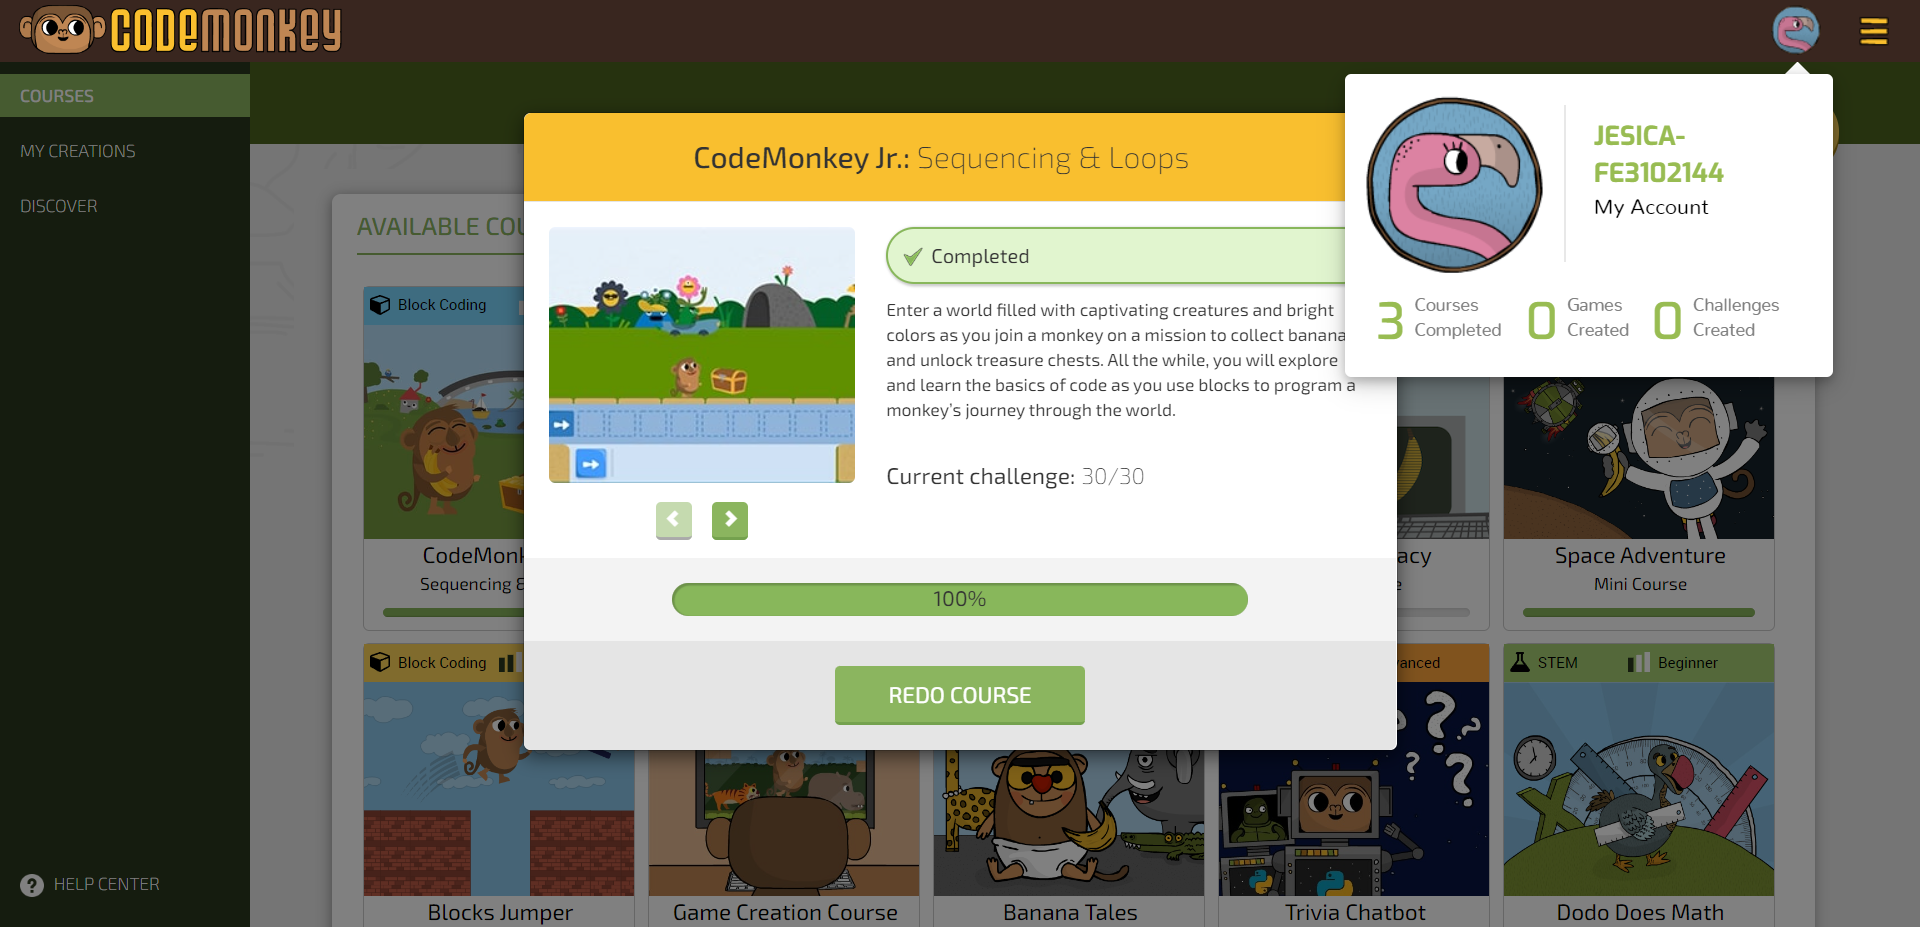 CODEMONKEY
COURSES
MY CREATIONS
DISCOVER
HELP CENTER
AVAILABLE COU
CodeMonkey Jr.: Sequencing & Loops
Completed
Enter a world filled with captivating creatures and bright
colors as you join a monkey on a mission to collect banana
and unlock treasure chests. All the while, you will explore
and learn the basics of code as you use blocks to program a
monkey's journey through the world.
Current challenge: 30/30
100%
REDO COURSE
JESICA-
FE3102144
My Account
3 Courses Completed
0 Games Created
0 Challenges Created
Block Coding
CodeMonk
Sequencing &
acy
e
Space Adventure
Mini Course
Block Coding
anced
STEM
Beginner
Blocks Jumper
Game Creation Course
Banana Tales
Trivia Chatbot
Dodo Does Math